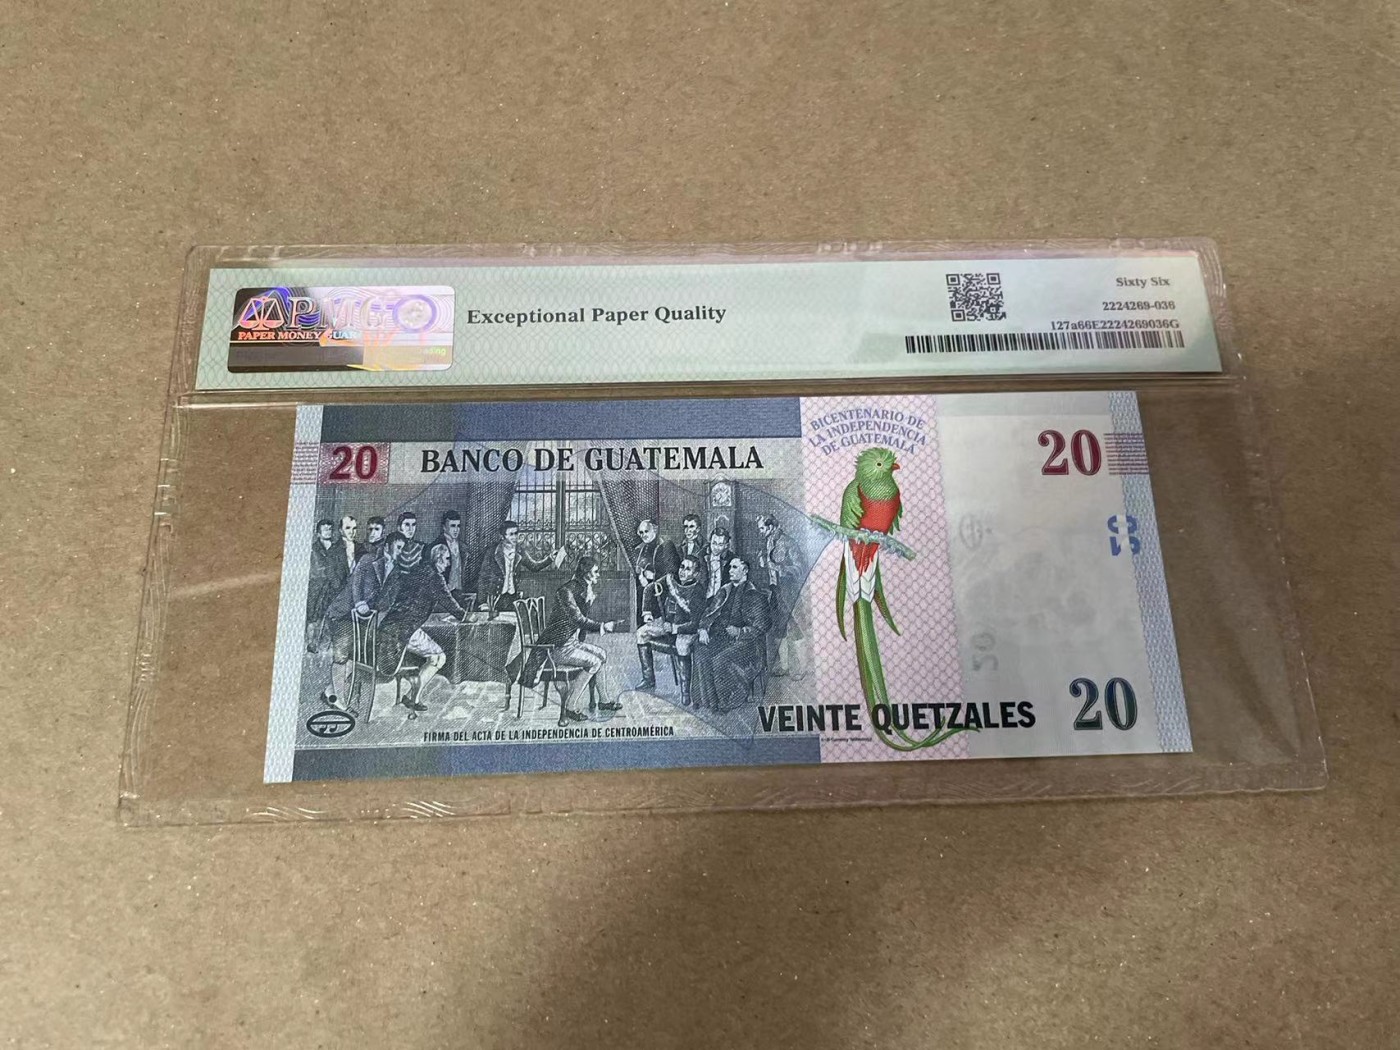 PMG
PAPER MONEY GUAR
Exceptional Paper Quality
Sixty Six
2224269-036
127a66E2224269036G
20
BANCO DE GUATEMALA
BICENTENARIO DE
LA INDEPENDENCIA
DE GUATEMALA
20
FIRMA DEL ACTA DE LA INDEPENDENCIA DE CENTROAMÉRICA
VEINTE QUETZALES
20